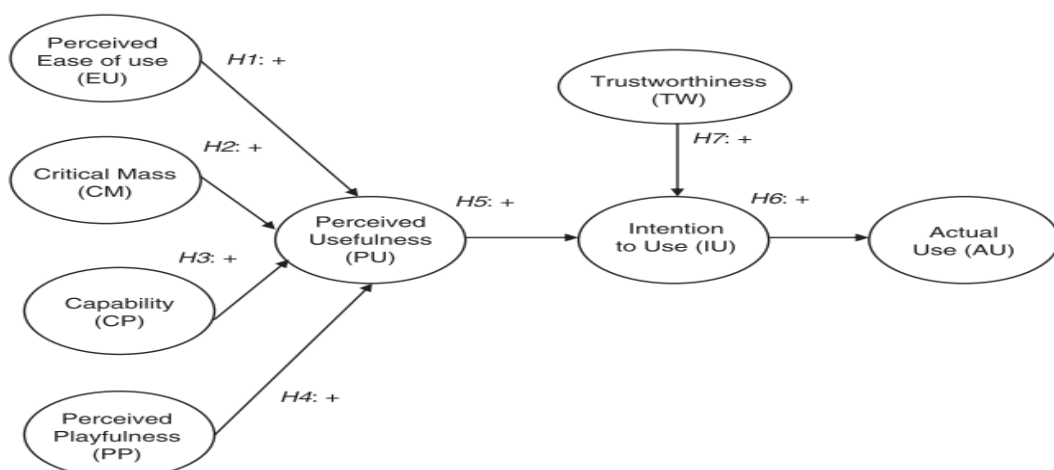 Perceived
Ease of use
(EU)
H1: +
Trustworthiness
(TW)
H2: +
H7: +
Critical Mass
(CM)
Perceived
Usefulness
(PU)
H5: +
Intention
to Use (IU)
H6: +
Actual
Use (AU)
H3: +
Capability
(CP)
H4: +
Perceived
Playfulness
(PP)